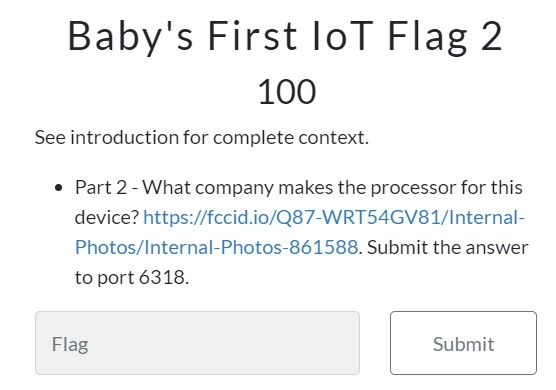 Baby's First IoT Flag 2
100
See introduction for complete context.
• Part 2 - What company makes the processor for this
device? https://fccid.io/Q87-WRT54GV81/Internal-
Photos/Internal-Photos-861588. Submit the answer
to port 6318.
Flag
Submit